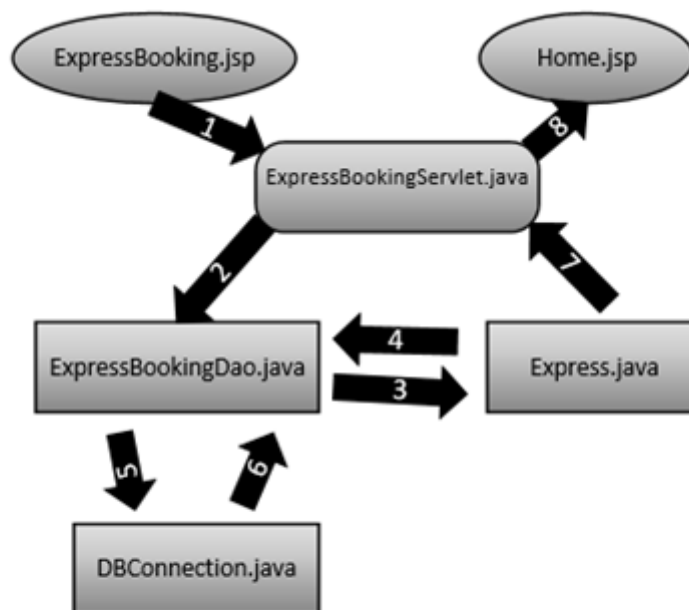 ExpressBooking.jsp
Home.jsp
1
8
ExpressBookingServlet.java
2
7
4
ExpressBookingDao.java
Express.java
3
5
6
DBConnection.java